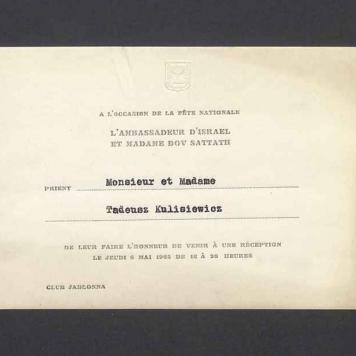 A L'OCCASION DE LA FÊTE NATIONALE
L'AMBASSADEUR D'ISRAEL
ET MADAME DOV SATTATH
PRIENT Monsieur et Madame
Tadeusz Kulisiewicz
DE LEUR FAIRE L'HONNEUR DE VENIR À UNE RÉCEPTION
LE JEUDI 6 MAI 1965 DE 18 À 20 HEURES
CLUB JABŁONNA